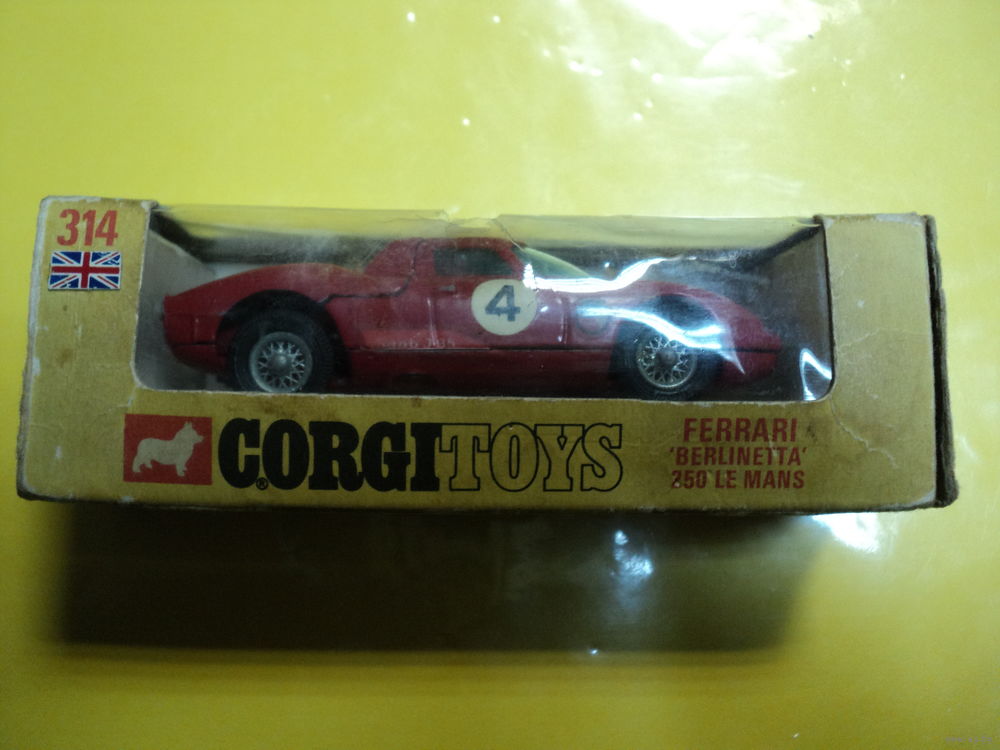 314
4
CORGI TOYS
®
FERRARI
'BERLINETTA'
250 LE MANS